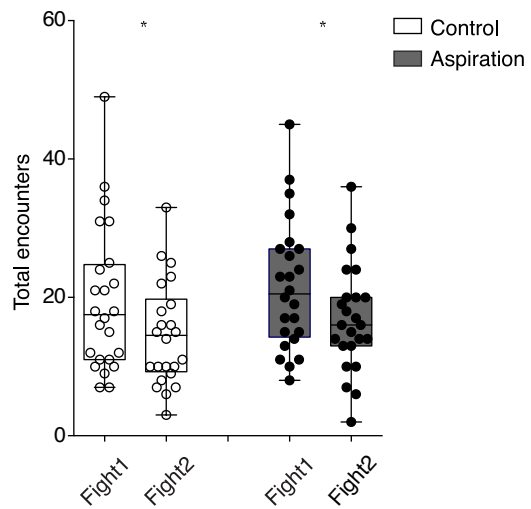 60
*
*
Control
Aspiration
40
Total encounters
20
0
Fight1
Fight2
Fight1
Fight2